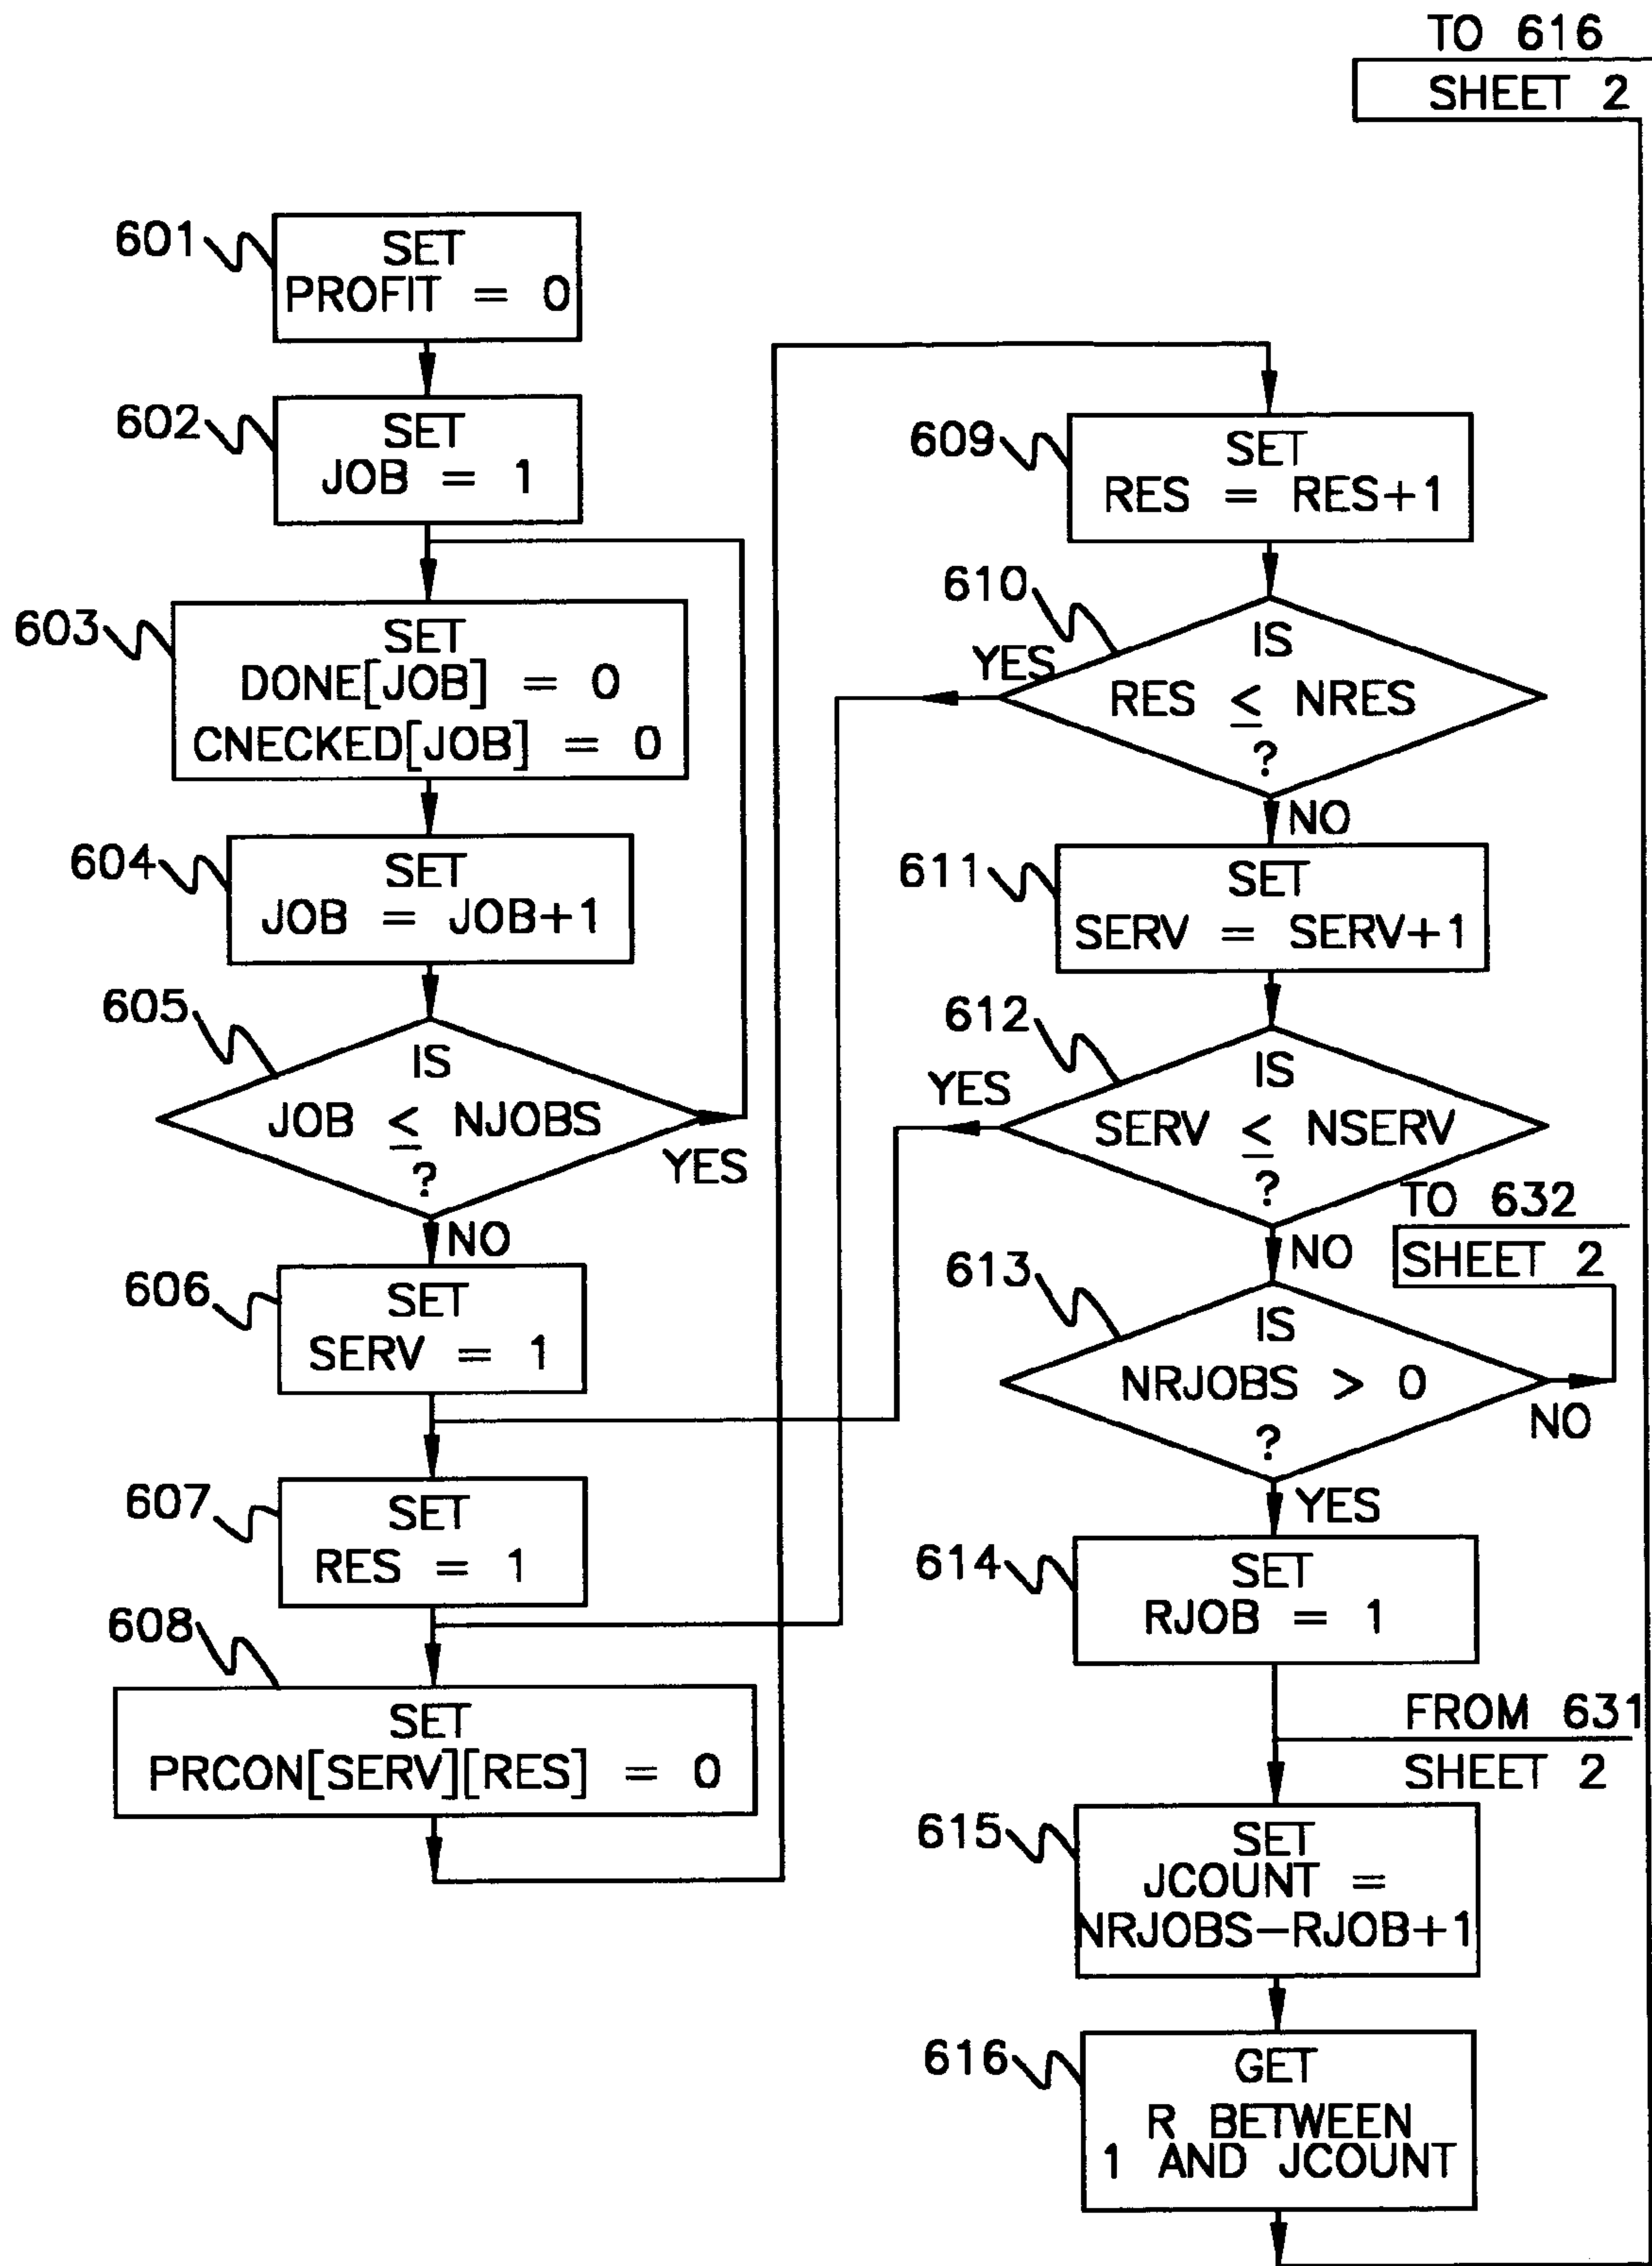 TO 616
SHEET 2
601
SET
PROFIT = 0
602
SET
JOB = 1
603
SET
DONE[JOB] = 0
CNECKED[JOB] = 0
604
SET
JOB = JOB+1
605
IS
JOB ≤ NJOBS
?
YES
NO
606
SET
SERV = 1
607
SET
RES = 1
608
SET
PRCON[SERV][RES] = 0
609
SET
RES = RES+1
610
YES
IS
RES ≤ NRES
?
NO
611
SET
SERV = SERV+1
612
YES
IS
SERV ≤ NSERV
?
NO
TO 632
SHEET 2
613
IS
NRJOBS > 0
?
NO
YES
614
SET
RJOB = 1
FROM 631
SHEET 2
615
SET
JCOUNT =
NRJOBS-RJOB+1
616
GET
R BETWEEN
1 AND JCOUNT